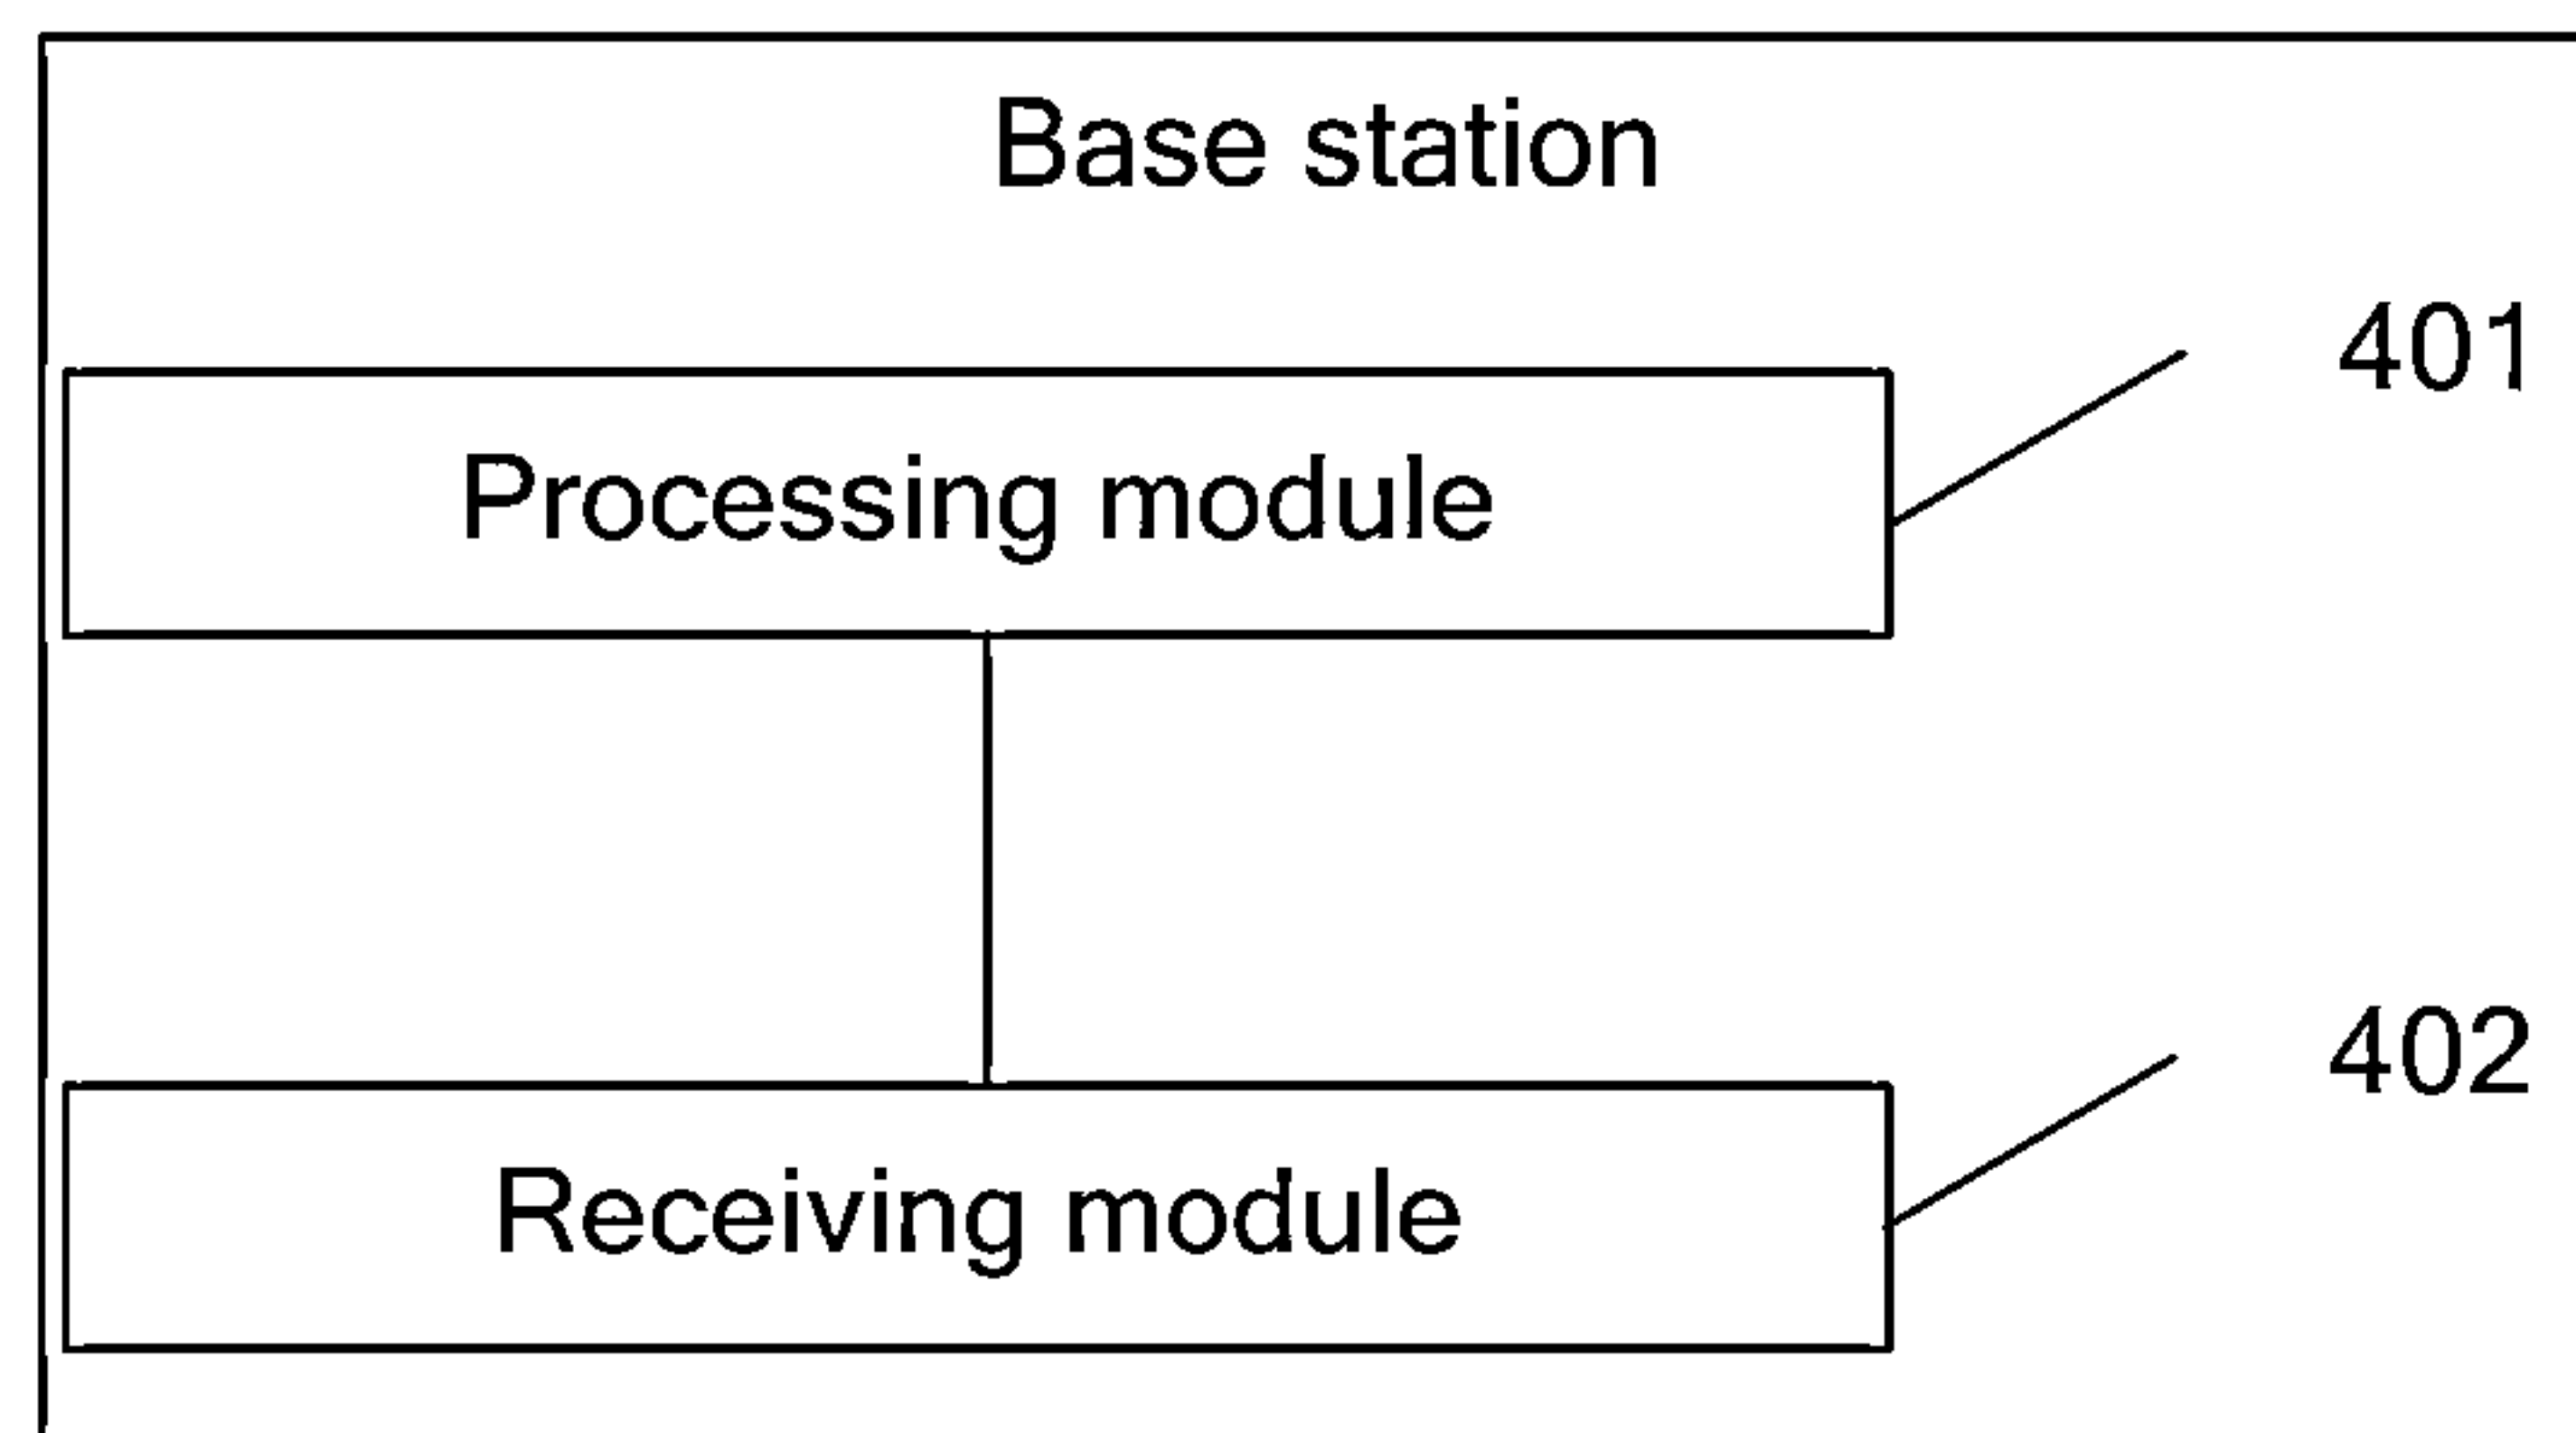 Base station
401
Processing module
402
Receiving module